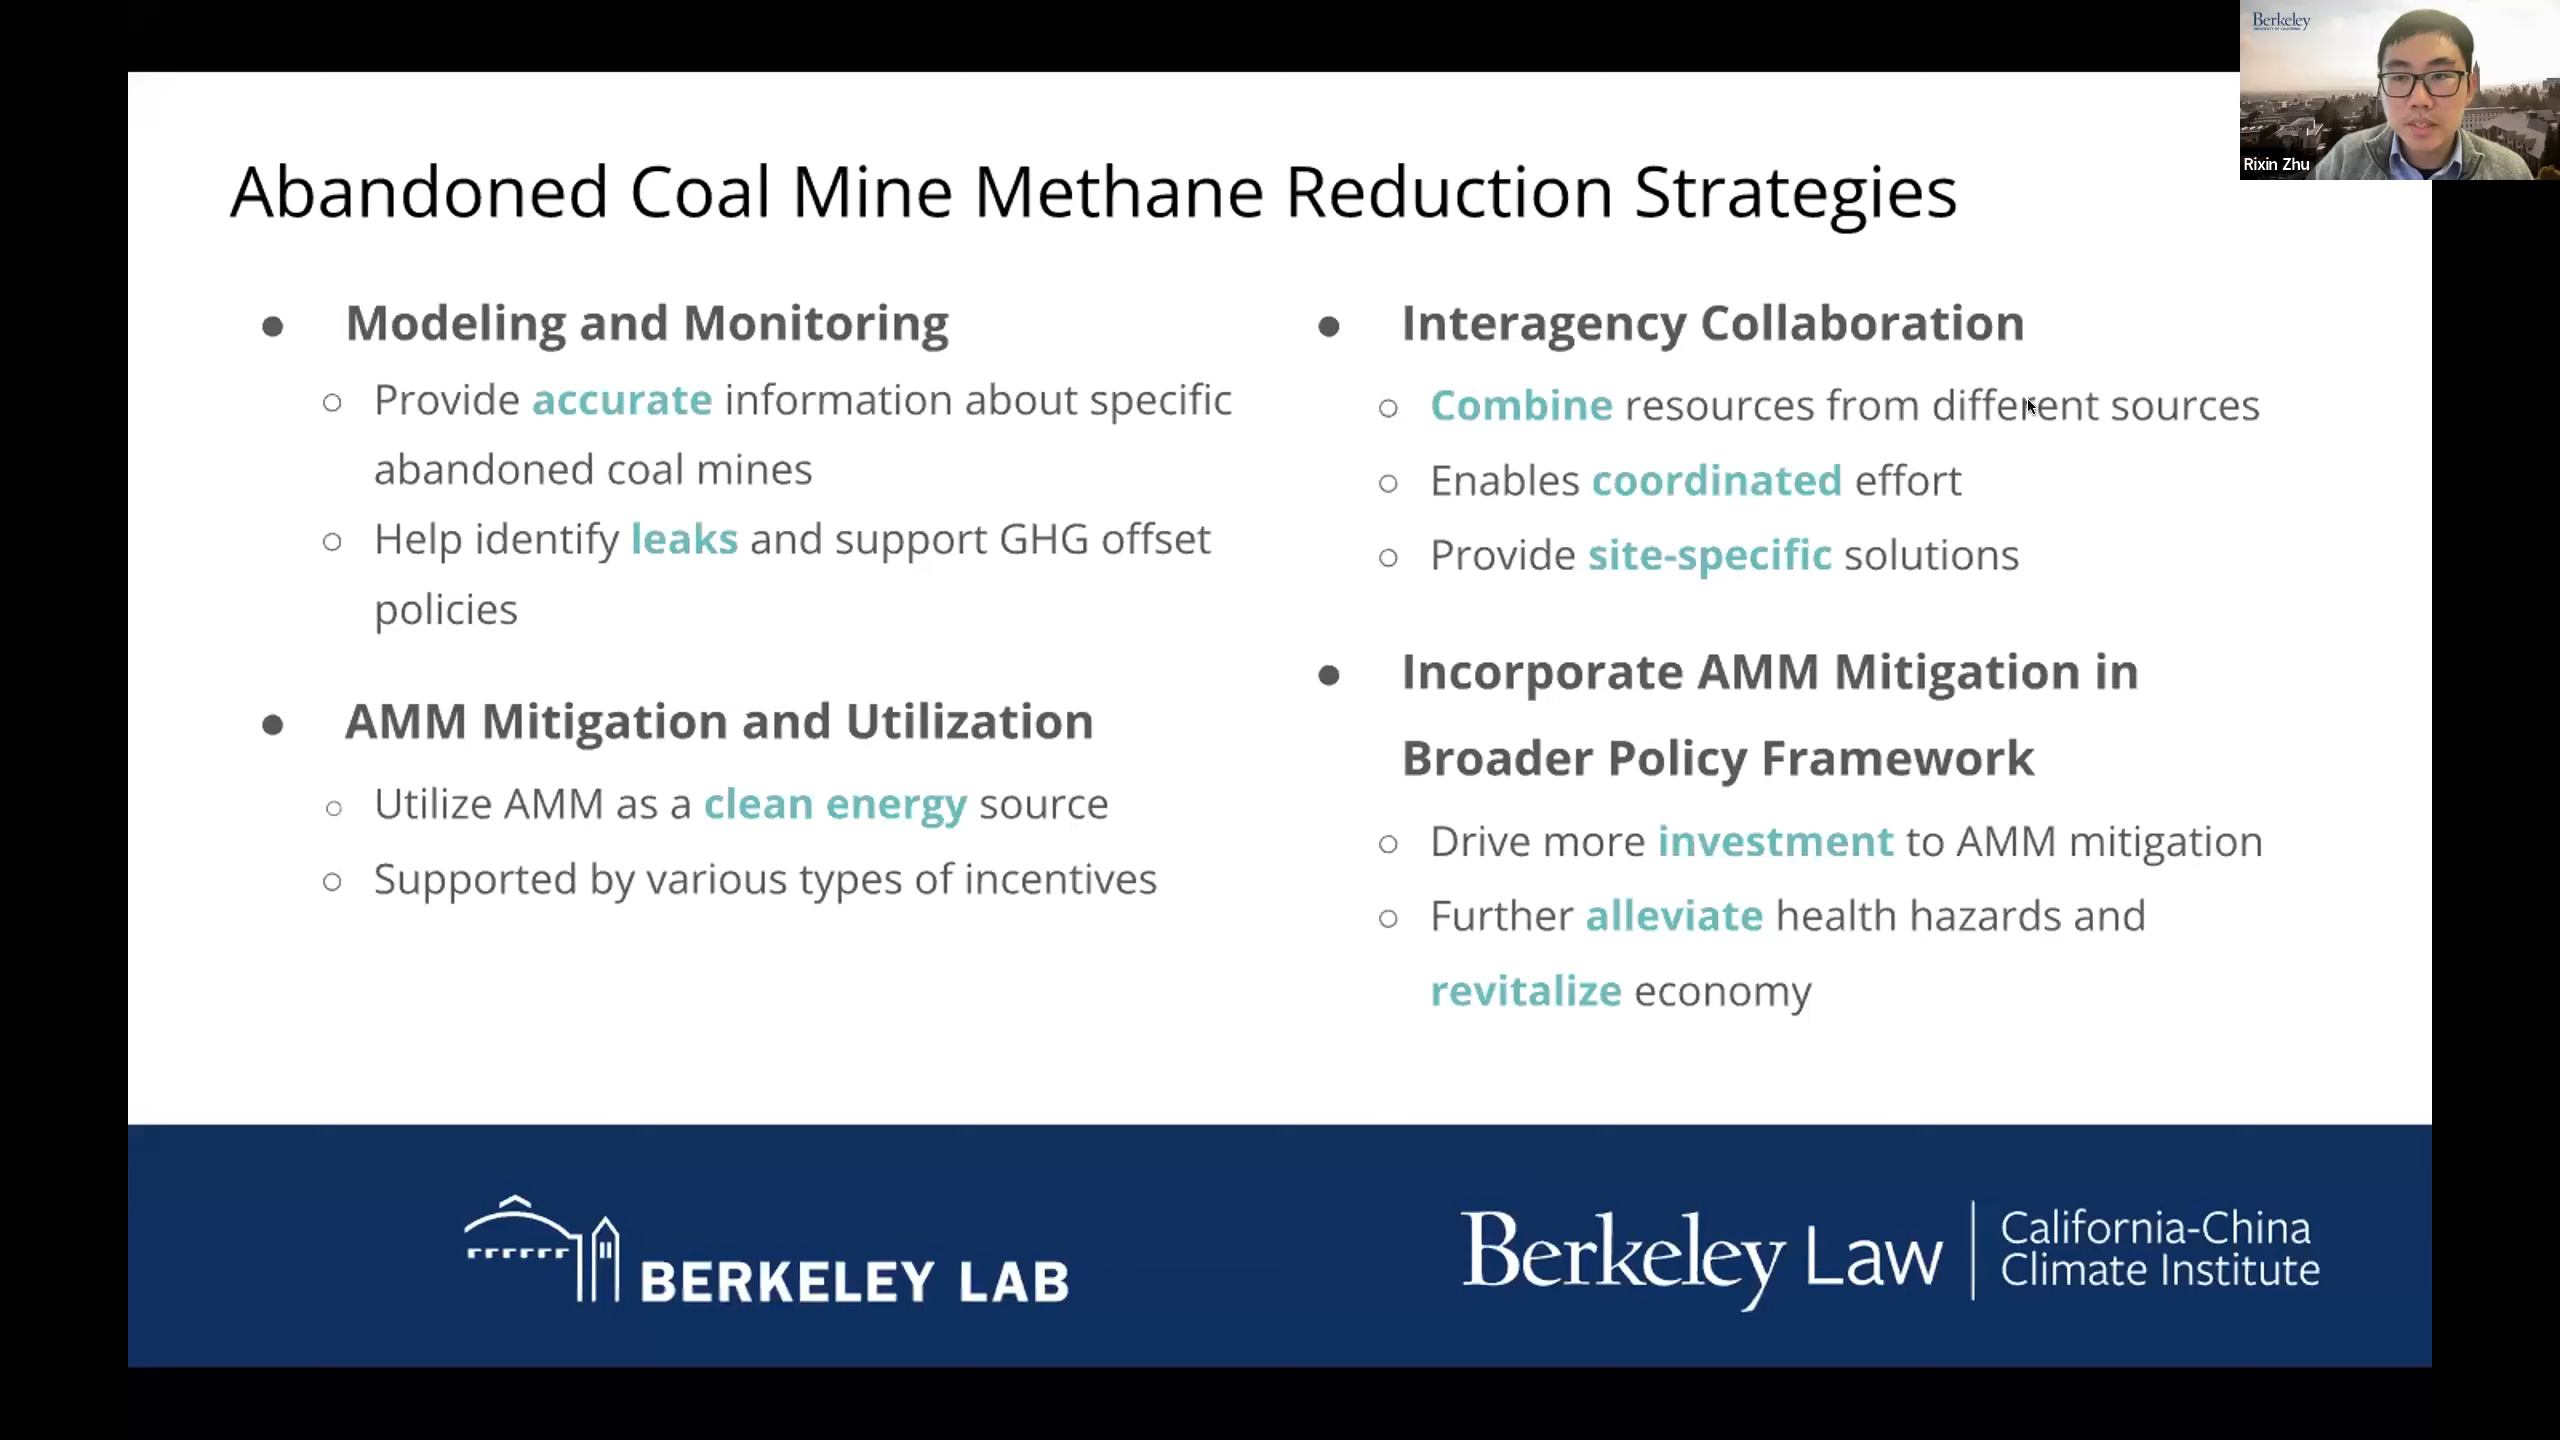 Abandoned Coal Mine Methane Reduction Strategies
● Modeling and Monitoring
○ Provide accurate information about specific
abandoned coal mines
○ Help identify leaks and support GHG offset
policies
● AMM Mitigation and Utilization
○ Utilize AMM as a clean energy source
○ Supported by various types of incentives
● Interagency Collaboration
○ Combine resources from different sources
○ Enables coordinated effort
○ Provide site-specific solutions
● Incorporate AMM Mitigation in
Broader Policy Framework
○ Drive more investment to AMM mitigation
○ Further alleviate health hazards and
revitalize economy
BERKELEY LAB
Berkeley Law
California-China
Climate Institute
Berkeley
UNIVERSITY OF CALIFORNIA
Rixin Zhu